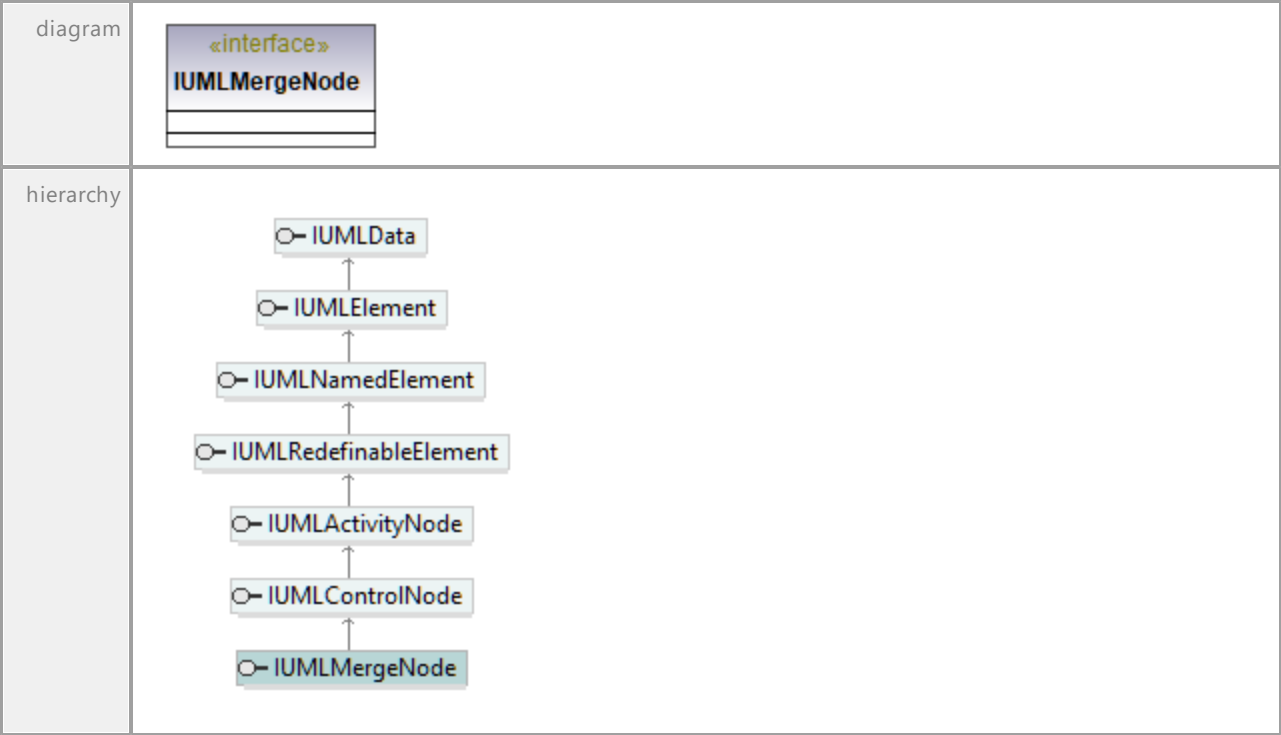 diagram
«interface»
IUMLMergeNode
hierarchy
IUMLData
IUMLElement
IUMLNamedElement
IUMLRedefinableElement
IUMLActivityNode
IUMLControlNode
IUMLMergeNode